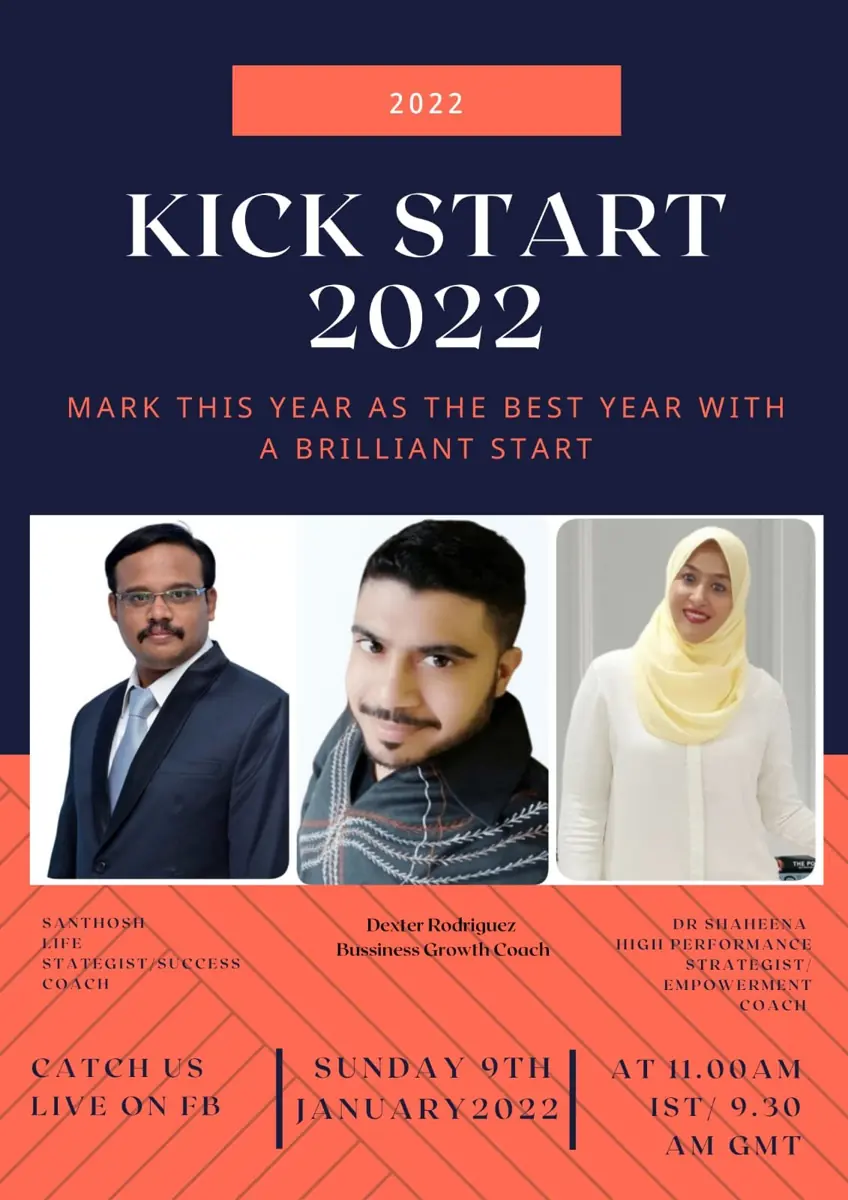 2022
KICK START
2022
MARK THIS YEAR AS THE BEST YEAR WITH
A BRILLIANT START
THE PO
SANTHOSH
LIFE
STATEGIST/SUCCESS
COACH
Dexter Rodriguez
Bussiness Growth Coach
DR SHAHEENA
HIGH PERFORMANCE
STRATEGIST/
EMPOWERMENT
COACH
CATCH US
LIVE ON FB
SUNDAY 9TH
JANUARY2022
AT 11.00AM
IST/ 9.30
AM GMT